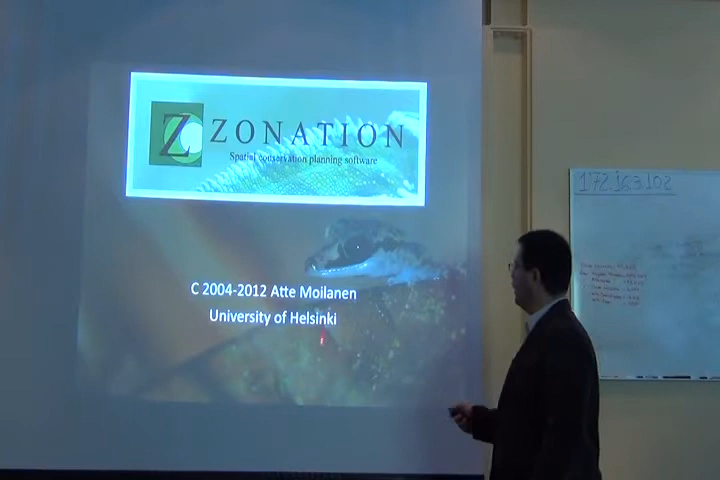 Z ZONATION
Spatial conservation planning software
C 2004-2012 Atte Moilanen
University of Helsinki
172.163.102